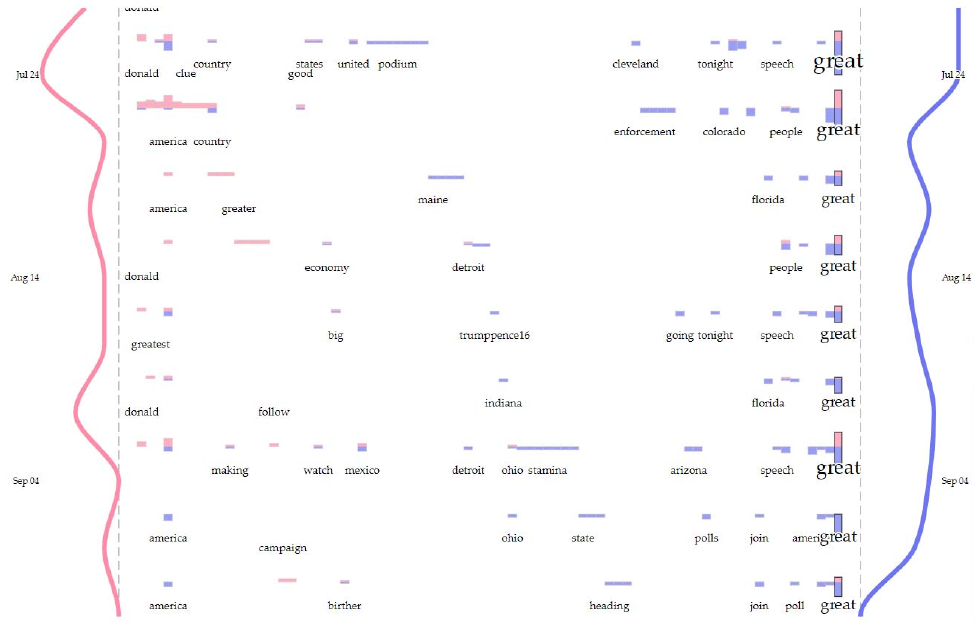 donald
country states united podium cleveland tonight speech great
Jul 24 donald clue good Jul 24
america country enforcement colorado people great
america greater maine florida great
Aug 14 donald economy detroit people great Aug 14
greatest big trumppence16 going tonight speech great
donald follow indiana florida great
making watch mexico detroit ohio stamina arizona speech great
Sep 04 Sep 04
america campaign ohio state polls join great
america birther heading join poll great